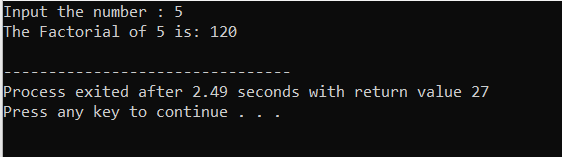 Input the number : 5
The Factorial of 5 is: 120
--------------------------------
Process exited after 2.49 seconds with return value 27
Press any key to continue . . .